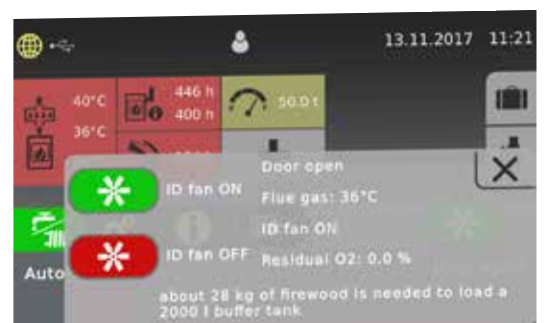 13.11.2017 11:21
40°C
446 h
50.0 t
400 h
36°C
Door open
ID fan ON
Flue gas: 36°C
ID fan ON
ID fan OFF
Residual O2: 0.0 %
Auto
about 28 kg of firewood is needed to load a
2000 l buffer tank